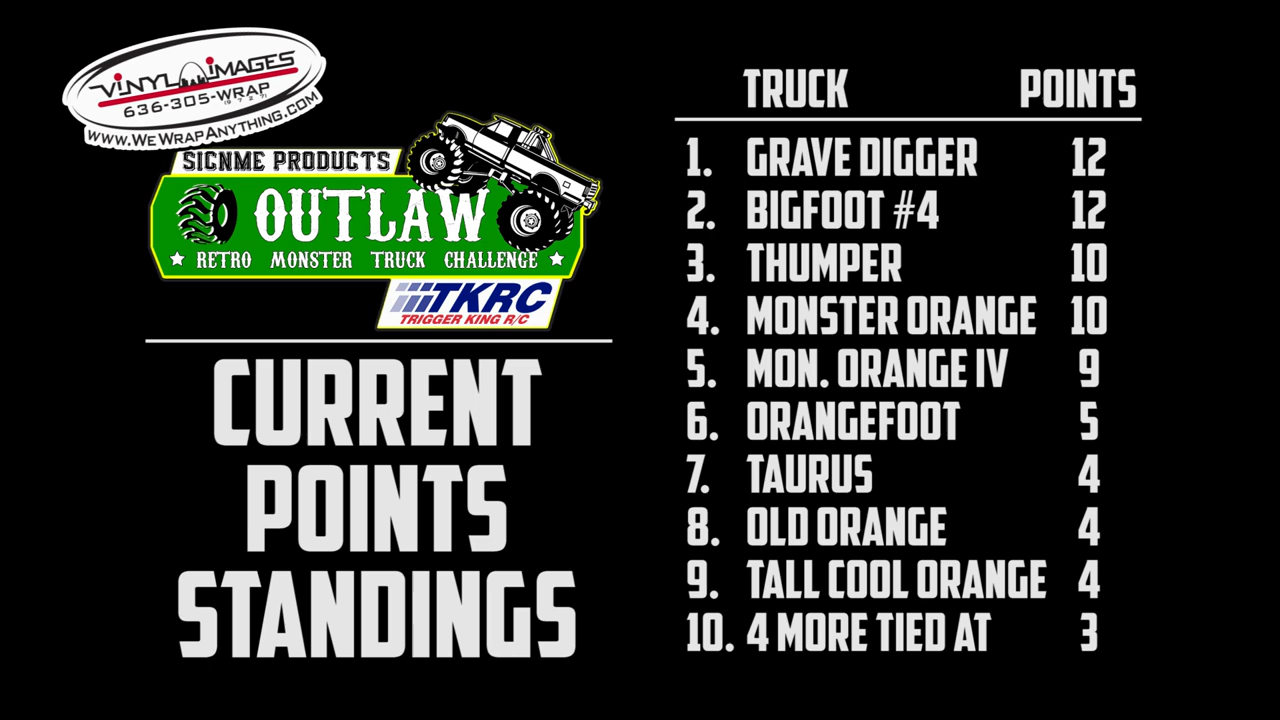 VINYL IMAGES
636-305-WRAP
(9727)
WWW.WEWRAPANYTHING.COM
SICNME PRODUCTS
OUTLAW
RETRO MONSTER TRUCK CHALLENGE
TKRC
TRIGGER KING R/C
CURRENT
POINTS
STANDINGS
TRUCK POINTS
1. GRAVE DIGGER 12
2. BIGFOOT #4 12
3. THUMPER 10
4. MONSTER ORANGE 10
5. MON. ORANGE IV 9
6. ORANGEFOOT 5
7. TAURUS 4
8. OLD ORANGE 4
9. TALL COOL ORANGE 4
10. 4 MORE TIED AT 3